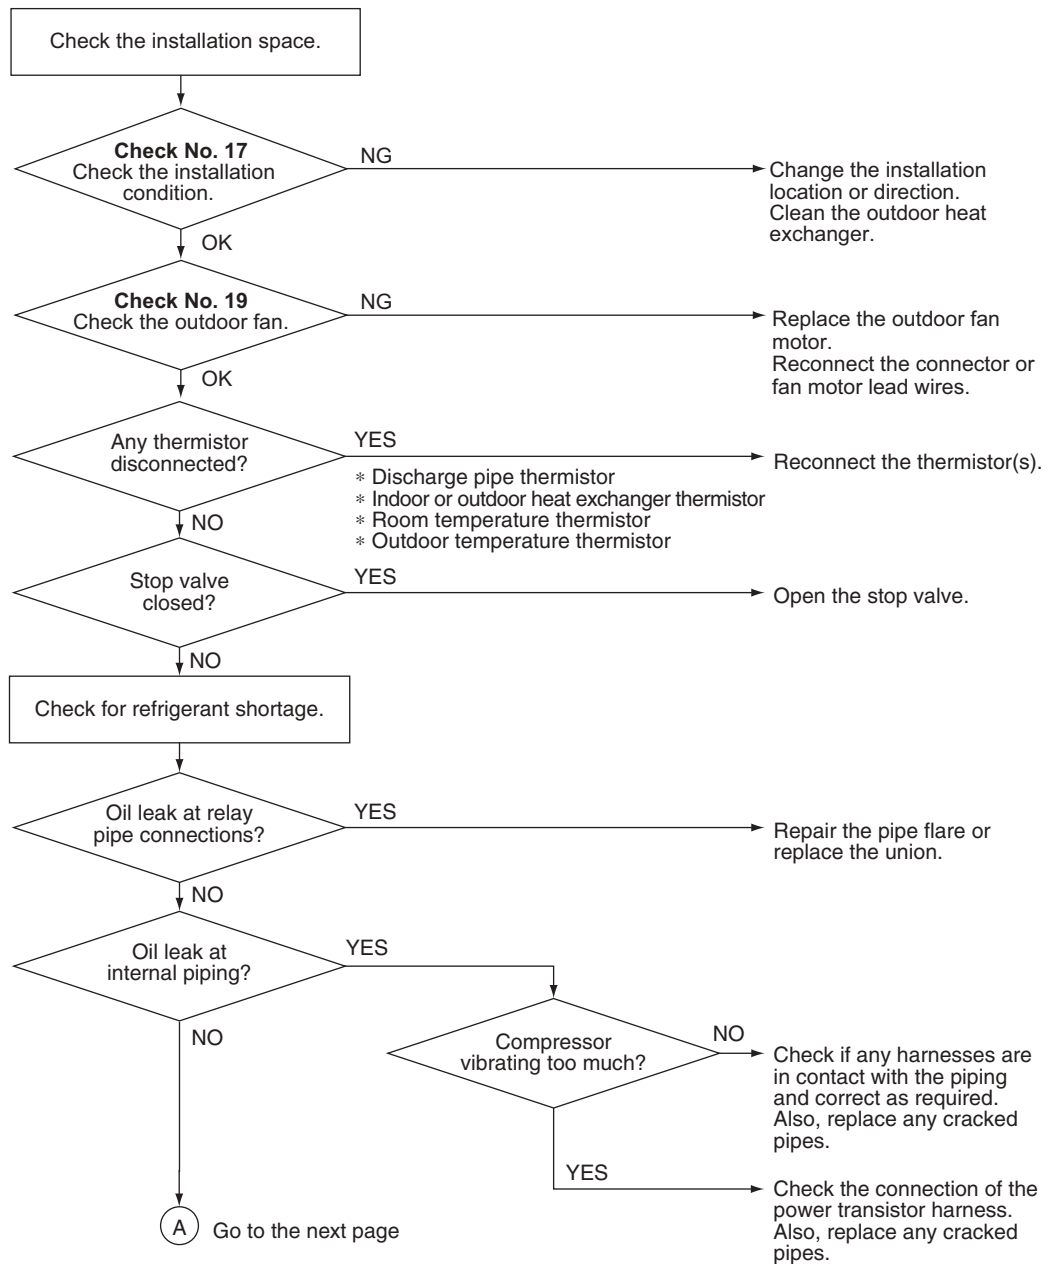 Check the installation space.
Check No. 17
Check the installation
condition.
NG
Change the installation
location or direction.
Clean the outdoor heat
exchanger.
OK
Check No. 19
Check the outdoor fan.
NG
Replace the outdoor fan
motor.
Reconnect the connector or
fan motor lead wires.
OK
Any thermistor
disconnected?
YES
Reconnect the thermistor(s).
* Discharge pipe thermistor
* Indoor or outdoor heat exchanger thermistor
* Room temperature thermistor
* Outdoor temperature thermistor
NO
Stop valve
closed?
YES
Open the stop valve.
NO
Check for refrigerant shortage.
Oil leak at relay
pipe connections?
YES
Repair the pipe flare or
replace the union.
NO
Oil leak at
internal piping?
YES
NO
Compressor
vibrating too much?
NO
Check if any harnesses are
in contact with the piping
and correct as required.
Also, replace any cracked
pipes.
YES
Check the connection of the
power transistor harness.
Also, replace any cracked
pipes.
A
Go to the next page